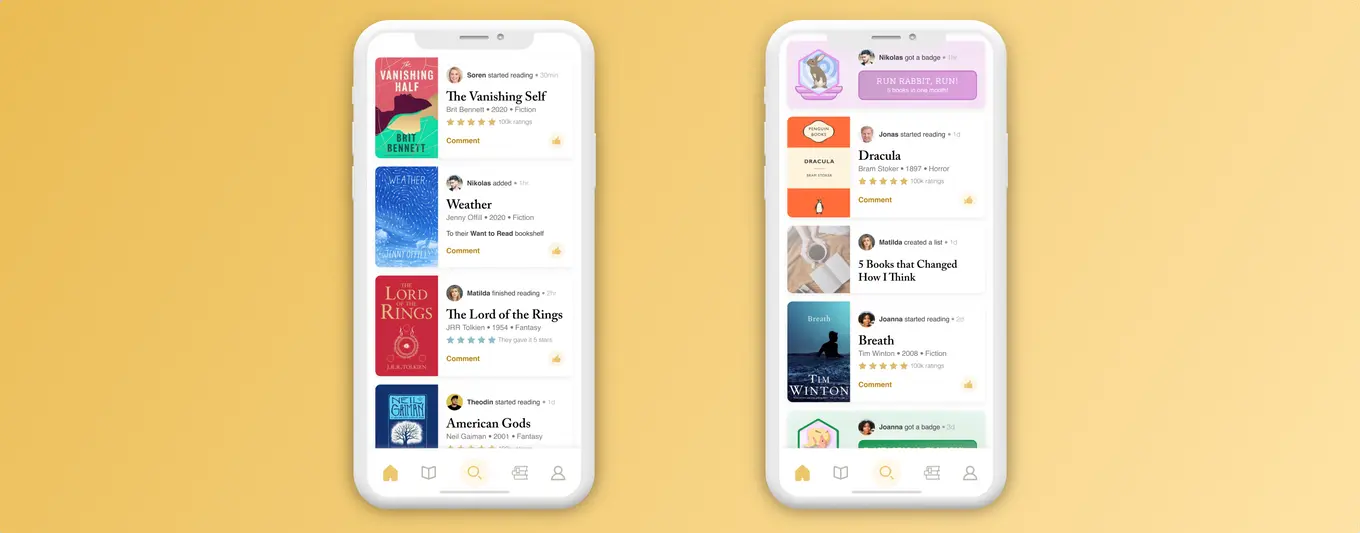 The
VANISHING
HALF
BRIT
BENNETT
Soren started reading • 30min
The Vanishing Self
Brit Bennett • 2020 • Fiction
100k ratings
Comment
WEATHER
JENNY OFFILL
Nikolas added • 1hr
Weather
Jenny Offill • 2020 • Fiction
To their Want to Read bookshelf
Comment
THE
LORD
OF THE
RINGS
J.R.R. TOLKIEN
Matilda finished reading • 2hr
The Lord of the Rings
JRR Tolkien • 1954 • Fantasy
They gave it 5 stars
Comment
NEIL
GAIMAN
AMERICAN GODS
Theodin started reading • 1d
American Gods
Neil Gaiman • 2001 • Fantasy
Nikolas got a badge • 1hr
RUN RABBIT, RUN!
5 books in one month!
PENGUIN
BOOKS
DRACULA
BRAM STOKER
Jonas started reading • 1d
Dracula
Bram Stoker • 1897 • Horror
100k ratings
Comment
Matilda created a list • 1d
5 Books that Changed
How I Think
Breath
TIM
WINTON
Joanna started reading • 2d
Breath
Tim Winton • 2008 • Fiction
100k ratings
Comment
Joanna got a badge • 3d